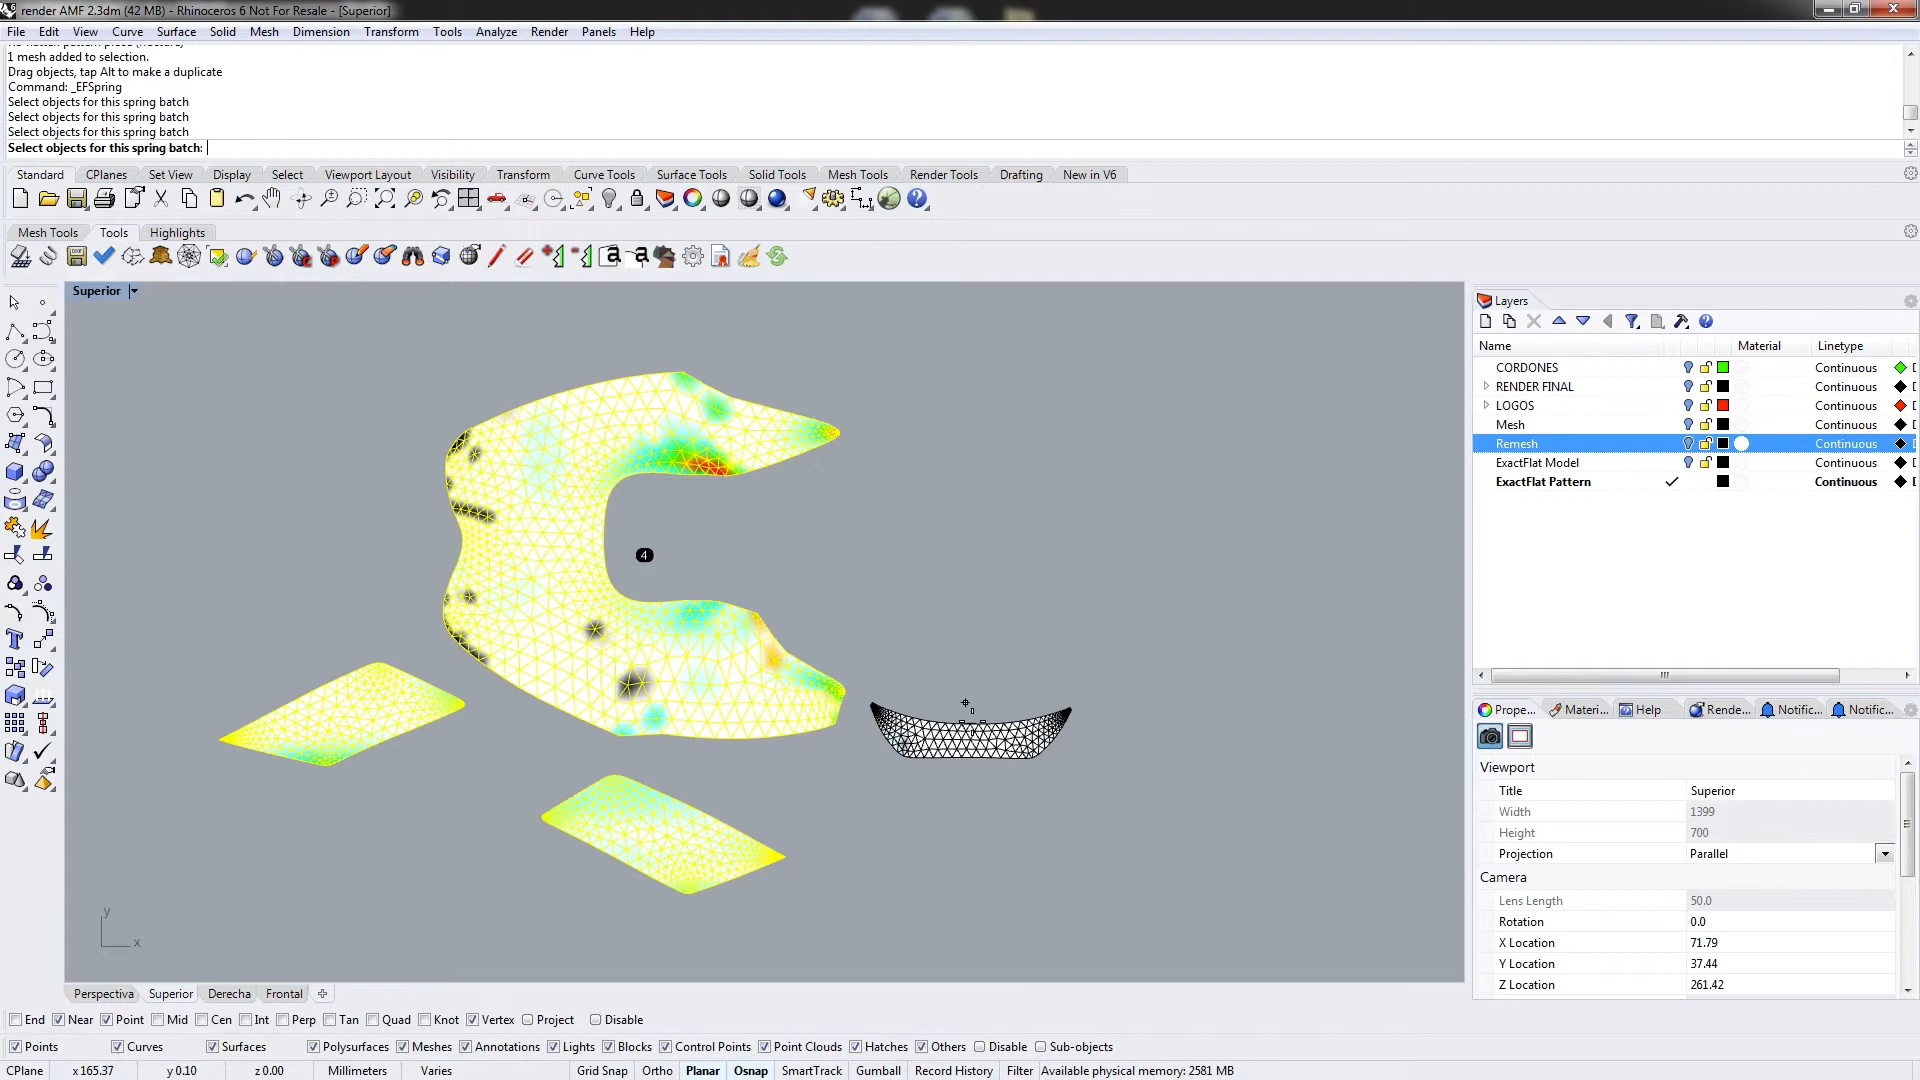 render AMF 2.3dm (42 MB) - Rhinoceros 6 Not For Resale - [Superior]
File Edit View Curve Surface Solid Mesh Dimension Transform Tools Analyze Render Panels Help
1 mesh added to selection.
Drag objects, tap Alt to make a duplicate
Command: _EFSpring
Select objects for this spring batch
Select objects for this spring batch
Select objects for this spring batch
Select objects for this spring batch:
Standard CPlanes Set View Display Select Viewport Layout Visibility Transform Curve Tools Surface Tools Solid Tools Mesh Tools Render Tools Drafting New in V6
Mesh Tools Tools Highlights
Superior
Layers
Name Material Linetype
CORDONES Continuous
RENDER FINAL Continuous
LOGOS Continuous
Mesh Continuous
Remesh Continuous
ExactFlat Model Continuous
ExactFlat Pattern Continuous
4
y
x
Prope... Materi... Help Rende... Notific... Notific...
Viewport
Title Superior
Width 1399
Height 700
Projection Parallel
Camera
Lens Length 50.0
Rotation 0.0
X Location 71.79
Y Location 37.44
Z Location 261.42
Perspectiva Superior Derecha Frontal
End Near Point Mid Cen Int Perp Tan Quad Knot Vertex Project Disable
Points Curves Surfaces Polysurfaces Meshes Annotations Lights Blocks Control Points Point Clouds Hatches Others Disable Sub-objects
CPlane x 165.37 y 0.10 z 0.00 Millimeters Varies Grid Snap Ortho Planar Osnap SmartTrack Gumball Record History Filter Available physical memory: 2581 MB